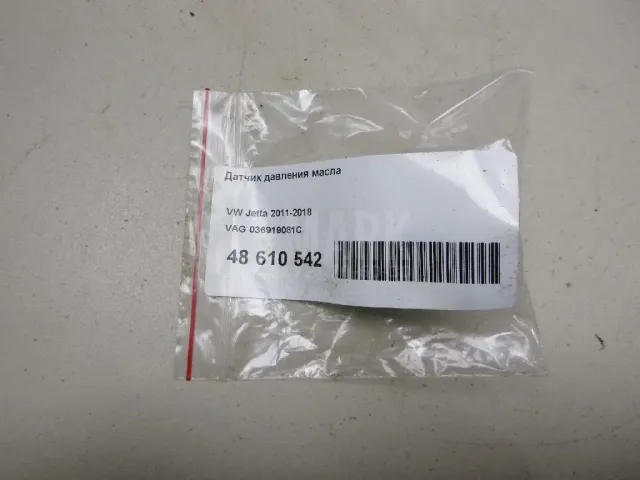 Датчик давления масла
VW Jetta 2011-2018
VAG 036919081C
48 610 542